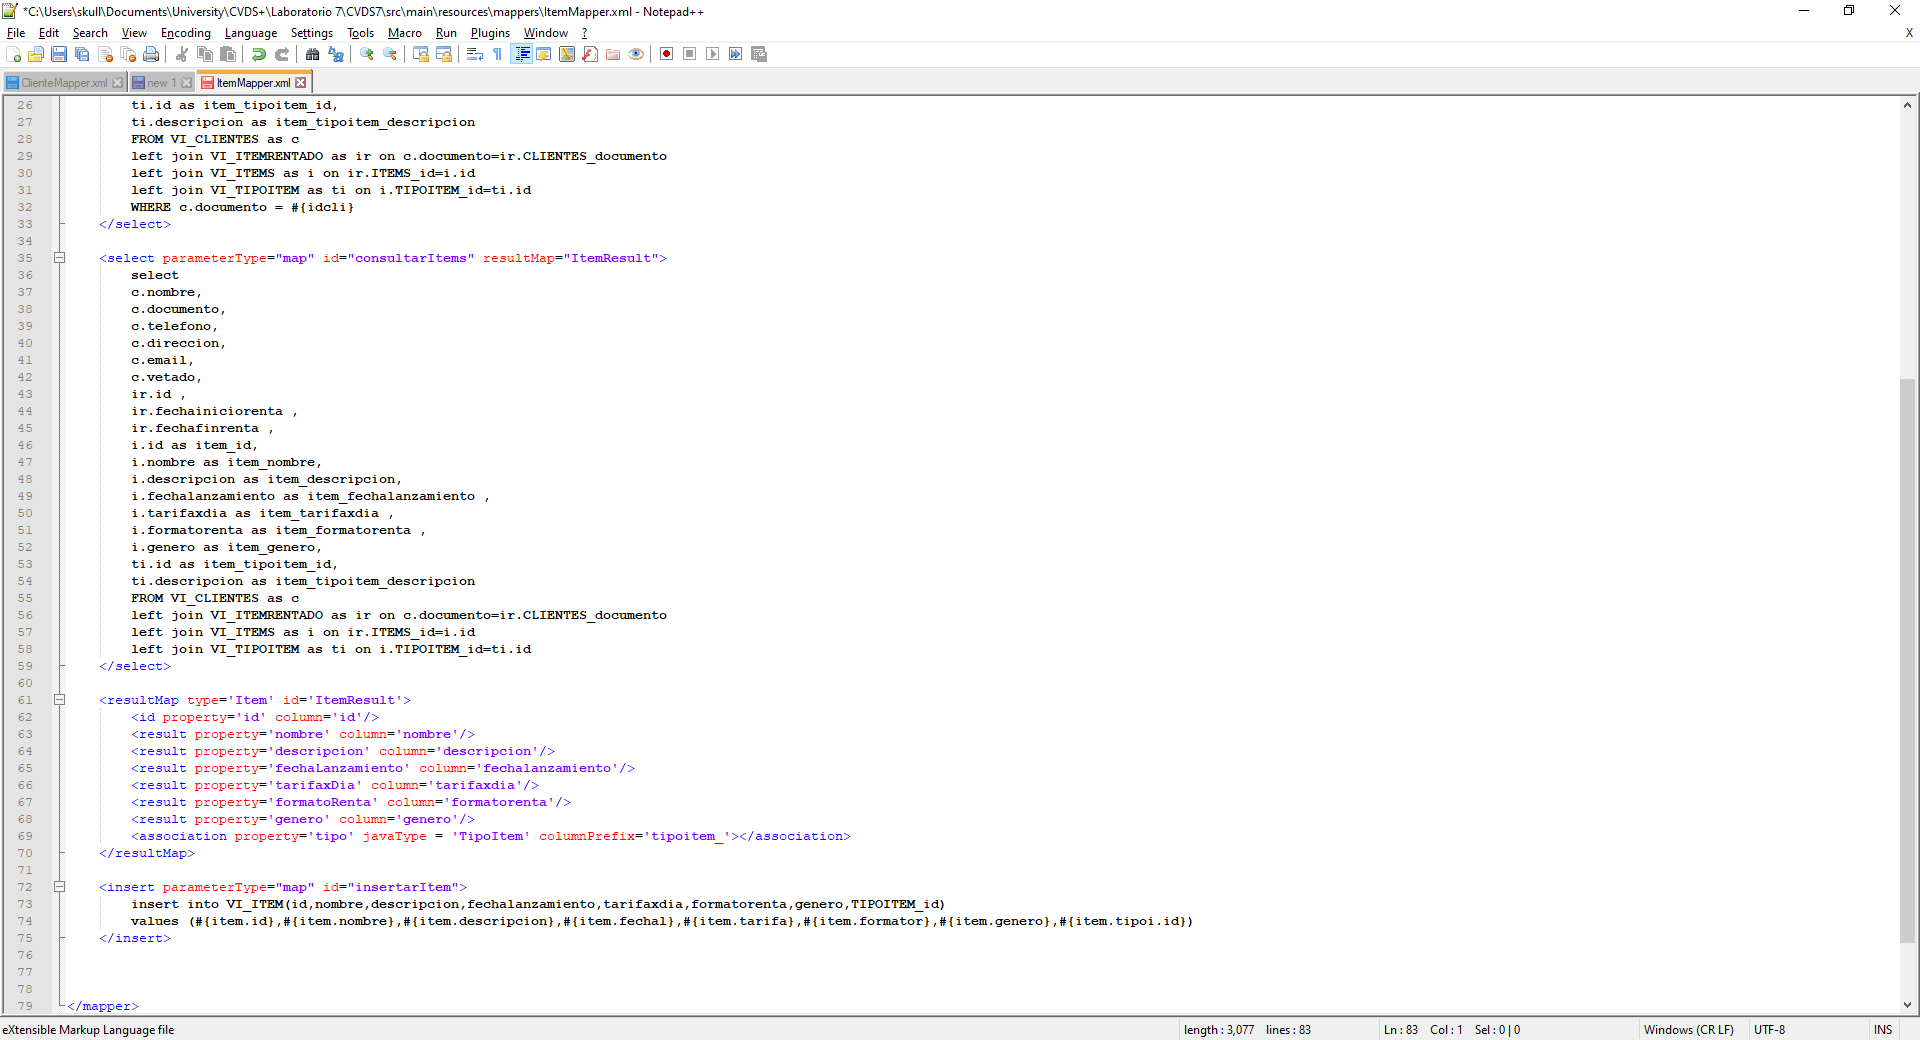 *C:\Users\skull\Documents\University\CVDS+\Laboratorio 7\CVDS7\src\main\resources\mappers\ItemMapper.xml - Notepad++
File Edit Search View Encoding Language Settings Tools Macro Run Plugins Window ? X
ClienteMapper.xml new 1 ItemMapper.xml
26 ti.id as item_tipoitem_id,
27 ti.descripcion as item_tipoitem_descripcion
28 FROM VI_CLIENTES as c
29 left join VI_ITEMRENTADO as ir on c.documento=ir.CLIENTES_documento
30 left join VI_ITEMS as i on ir.ITEMS_id=i.id
31 left join VI_TIPOITEM as ti on i.TIPOITEM_id=ti.id
32 WHERE c.documento = #{idcli}
33 </select>
34
35 <select parameterType="map" id="consultarItems" resultMap="ItemResult">
36 select
37 c.nombre,
38 c.documento,
39 c.telefono,
40 c.direccion,
41 c.email,
42 c.vetado,
43 ir.id ,
44 ir.fechainiciorenta ,
45 ir.fechafinrenta ,
46 i.id as item_id,
47 i.nombre as item_nombre,
48 i.descripcion as item_descripcion,
49 i.fechalanzamiento as item_fechalanzamiento ,
50 i.tarifaxdia as item_tarifaxdia ,
51 i.formatorenta as item_formatorenta ,
52 i.genero as item_genero,
53 ti.id as item_tipoitem_id,
54 ti.descripcion as item_tipoitem_descripcion
55 FROM VI_CLIENTES as c
56 left join VI_ITEMRENTADO as ir on c.documento=ir.CLIENTES_documento
57 left join VI_ITEMS as i on ir.ITEMS_id=i.id
58 left join VI_TIPOITEM as ti on i.TIPOITEM_id=ti.id
59 </select>
60
61 <resultMap type='Item' id='ItemResult'>
62 <id property='id' column='id'/>
63 <result property='nombre' column='nombre'/>
64 <result property='descripcion' column='descripcion'/>
65 <result property='fechaLanzamiento' column='fechalanzamiento'/>
66 <result property='tarifaxDia' column='tarifaxdia'/>
67 <result property='formatoRenta' column='formatorenta'/>
68 <result property='genero' column='genero'/>
69 <association property='tipo' javaType = 'TipoItem' columnPrefix='tipoitem_'></association>
70 </resultMap>
71
72 <insert parameterType="map" id="insertarItem">
73 insert into VI_ITEM(id,nombre,descripcion,fechalanzamiento,tarifaxdia,formatorenta,genero,TIPOITEM_id)
74 values (#{item.id},#{item.nombre},#{item.descripcion},#{item.fechal},#{item.tarifa},#{item.formator},#{item.genero},#{item.tipoi.id})
75 </insert>
76
77
78
79 </mapper>
eXtensible Markup Language file length : 3,077 lines : 83 Ln : 83 Col : 1 Sel : 0 | 0 Windows (CR LF) UTF-8 INS